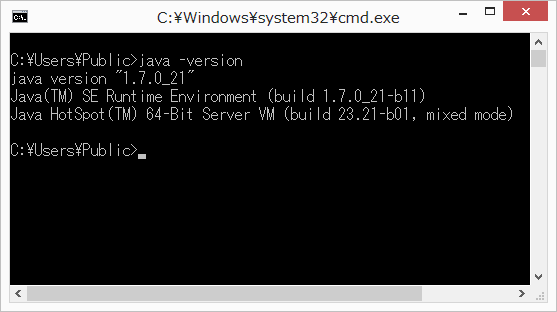 C:¥Windows¥system32¥cmd.exe
C:¥Users¥Public>java -version
java version "1.7.0_21"
Java(TM) SE Runtime Environment (build 1.7.0_21-b11)
Java HotSpot(TM) 64-Bit Server VM (build 23.21-b01, mixed mode)
C:¥Users¥Public>